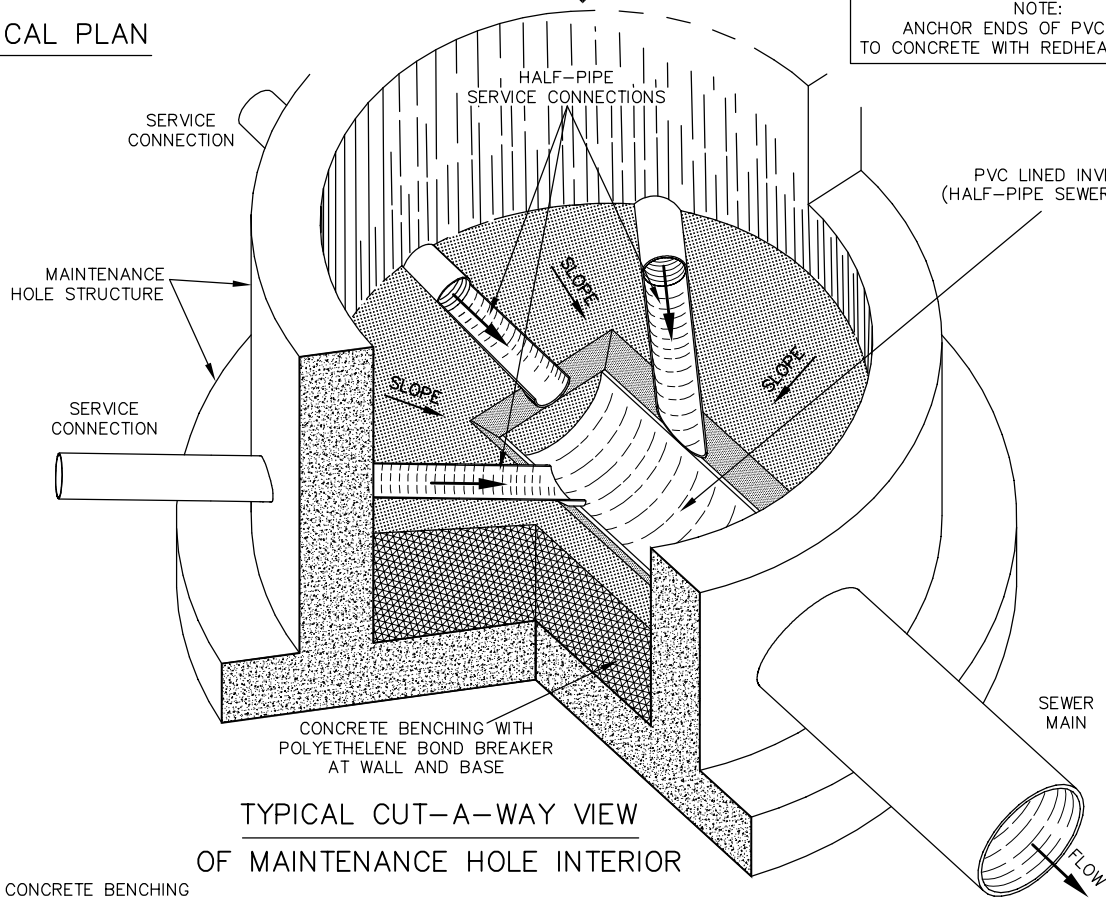 CAL PLAN
NOTE:
ANCHOR ENDS OF PVC
TO CONCRETE WITH REDHEA
HALF-PIPE
SERVICE CONNECTIONS
SERVICE
CONNECTION
PVC LINED INV
(HALF-PIPE SEWER
MAINTENANCE
HOLE STRUCTURE
SLOPE
SLOPE
SLOPE
SERVICE
CONNECTION
SEWER
MAIN
CONCRETE BENCHING WITH
POLYETHELENE BOND BREAKER
AT WALL AND BASE
TYPICAL CUT-A-WAY VIEW
OF MAINTENANCE HOLE INTERIOR
FLOW
CONCRETE BENCHING